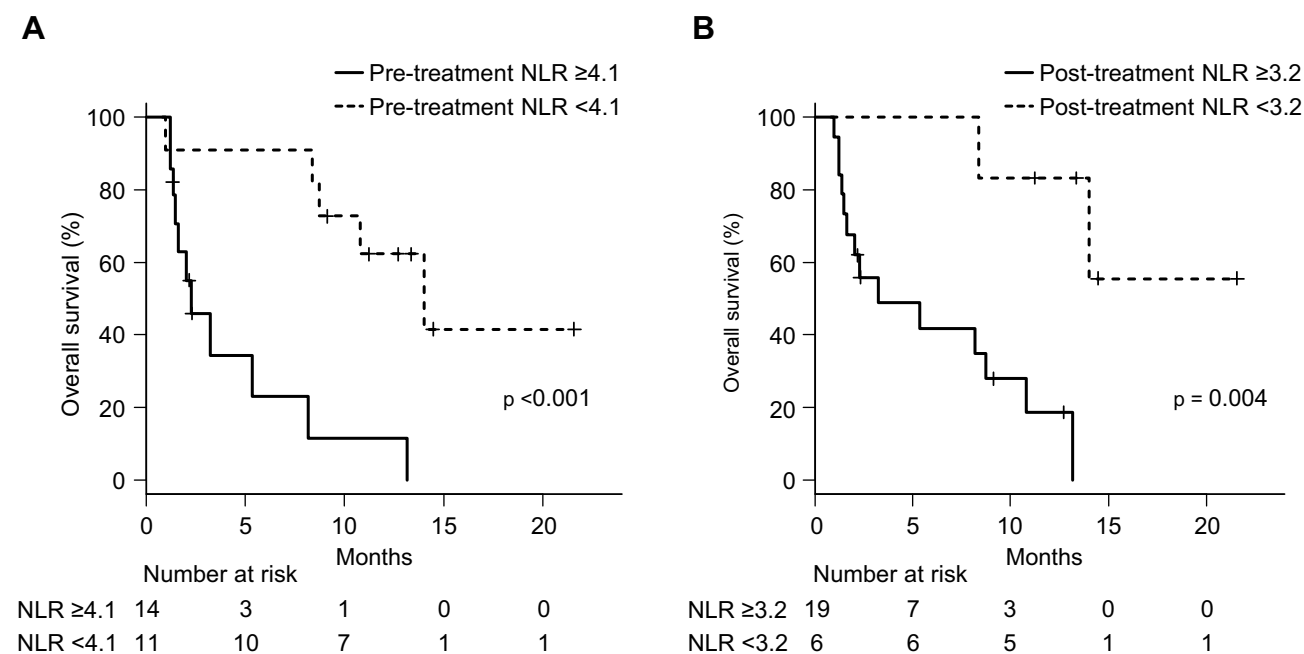 A
Pre-treatment NLR ≥4.1
Pre-treatment NLR <4.1
Overall survival (%)
100
80
60
40
20
0
p <0.001
0 5 10 15 20
Months
Number at risk
NLR ≥4.1 14 3 1 0 0
NLR <4.1 11 10 7 1 1
B
Post-treatment NLR ≥3.2
Post-treatment NLR <3.2
Overall survival (%)
100
80
60
40
20
0
p = 0.004
0 5 10 15 20
Months
Number at risk
NLR ≥3.2 19 7 3 0 0
NLR <3.2 6 6 5 1 1